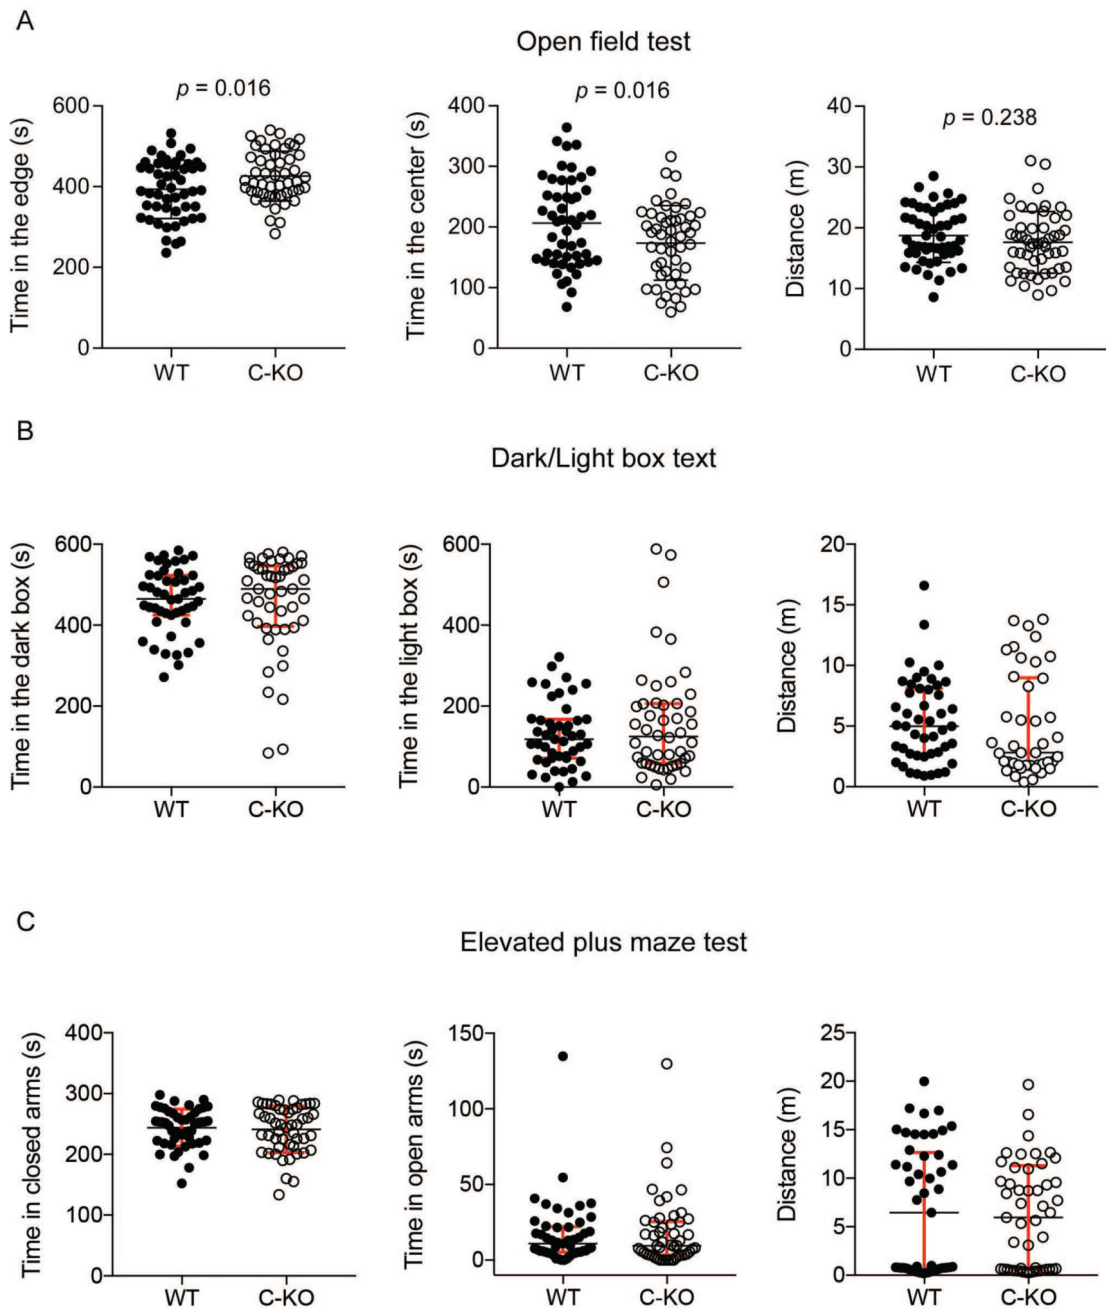 A
Open field test
p = 0.016
p = 0.016
p = 0.238
Time in the edge (s)
600
400
200
0
WT
C-KO
Time in the center (s)
400
300
200
100
0
WT
C-KO
Distance (m)
40
30
20
10
0
WT
C-KO
B
Dark/Light box text
Time in the dark box (s)
600
400
200
0
WT
C-KO
Time in the light box (s)
600
400
200
0
WT
C-KO
Distance (m)
20
15
10
5
0
WT
C-KO
C
Elevated plus maze test
Time in closed arms (s)
400
300
200
100
0
WT
C-KO
Time in open arms (s)
150
100
50
0
WT
C-KO
Distance (m)
25
20
15
10
5
0
WT
C-KO